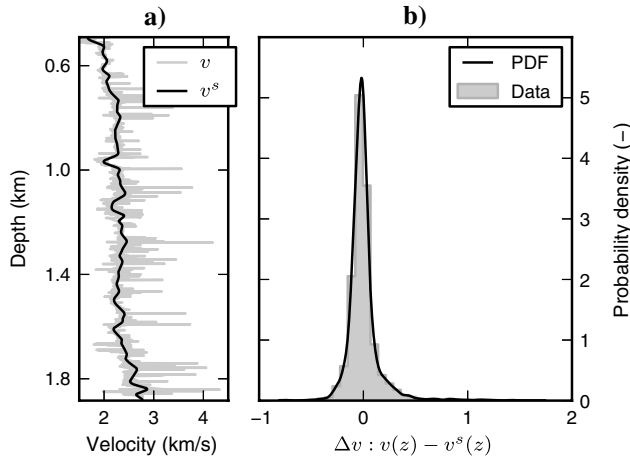 a)
b)
v
v^s
PDF
Data
0.6
1.0
1.4
1.8
Depth (km)
2
3
4
Velocity (km/s)
5
4
3
2
1
0
Probability density (−)
−1
0
1
2
Δv : v(z) − v^s(z)